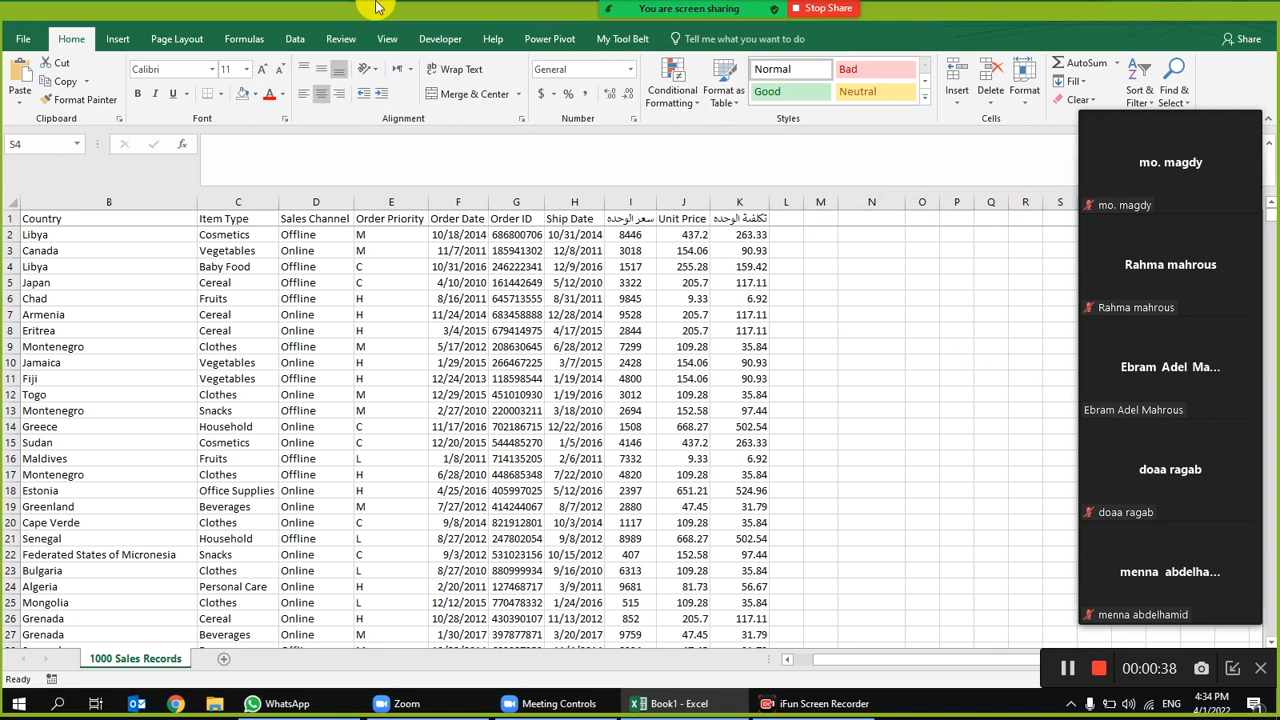 You are screen sharing
Stop Share
File Home Insert Page Layout Formulas Data Review View Developer Help Power Pivot My Tool Belt Tell me what you want to do Share
Paste
Cut
Copy
Format Painter
Clipboard
Calibri 11
B I U
Font
Wrap Text
Merge & Center
Alignment
General
$ % ,
Number
Conditional Formatting
Format as Table
Normal Bad
Good Neutral
Styles
Insert Delete Format
Cells
AutoSum
Fill
Clear
Sort & Filter
Find & Select
S4
fx
B C D E F G H I J K L M N O P Q R S
1 Country Item Type Sales Channel Order Priority Order Date Order ID Ship Date سعر الوحده Unit Price تكلفية الوحده
2 Libya Cosmetics Offline M 10/18/2014 686800706 10/31/2014 8446 437.2 263.33
3 Canada Vegetables Online M 11/7/2011 185941302 12/8/2011 3018 154.06 90.93
4 Libya Baby Food Offline C 10/31/2016 246222341 12/9/2016 1517 255.28 159.42
5 Japan Cereal Offline C 4/10/2010 161442649 5/12/2010 3322 205.7 117.11
6 Chad Fruits Offline H 8/16/2011 645713555 8/31/2011 9845 9.33 6.92
7 Armenia Cereal Online H 11/24/2014 683458888 12/28/2014 9528 205.7 117.11
8 Eritrea Cereal Online H 3/4/2015 679414975 4/17/2015 2844 205.7 117.11
9 Montenegro Clothes Offline M 5/17/2012 208630645 6/28/2012 7299 109.28 35.84
10 Jamaica Vegetables Online H 1/29/2015 266467225 3/7/2015 2428 154.06 90.93
11 Fiji Vegetables Offline H 12/24/2013 118598544 1/19/2014 4800 154.06 90.93
12 Togo Clothes Online M 12/29/2015 451010930 1/19/2016 3012 109.28 35.84
13 Montenegro Snacks Offline M 2/27/2010 220003211 3/18/2010 2694 152.58 97.44
14 Greece Household Online C 11/17/2016 702186715 12/22/2016 1508 668.27 502.54
15 Sudan Cosmetics Online C 12/20/2015 544485270 1/5/2016 4146 437.2 263.33
16 Maldives Fruits Offline L 1/8/2011 714135205 2/6/2011 7332 9.33 6.92
17 Montenegro Clothes Offline H 6/28/2010 448685348 7/22/2010 4820 109.28 35.84
18 Estonia Office Supplies Online H 4/25/2016 405997025 5/12/2016 2397 651.21 524.96
19 Greenland Beverages Online M 7/27/2012 414244067 8/7/2012 2880 47.45 31.79
20 Cape Verde Clothes Online C 9/8/2014 821912801 10/3/2014 1117 109.28 35.84
21 Senegal Household Offline L 8/27/2012 247802054 9/8/2012 8989 668.27 502.54
22 Federated States of Micronesia Snacks Online C 9/3/2012 531023156 10/15/2012 407 152.58 97.44
23 Bulgaria Clothes Online L 8/27/2010 880999934 9/16/2010 6313 109.28 35.84
24 Algeria Personal Care Online H 2/20/2011 127468717 3/9/2011 9681 81.73 56.67
25 Mongolia Clothes Online L 12/12/2015 770478332 1/24/2016 515 109.28 35.84
26 Grenada Cereal Online H 10/28/2012 430390107 11/13/2012 852 205.7 117.11
27 Grenada Beverages Online M 1/30/2017 397877871 3/20/2017 9759 47.45 31.79
mo. magdy
mo. magdy
Rahma mahrous
Rahma mahrous
Ebram Adel Ma...
Ebram Adel Mahrous
doaa ragab
doaa ragab
menna abdelha...
menna abdelhamid
1000 Sales Records
Ready
00:00:38
WhatsApp Zoom Meeting Controls Book1 - Excel iFun Screen Recorder
ENG
4:34 PM
4/1/2022